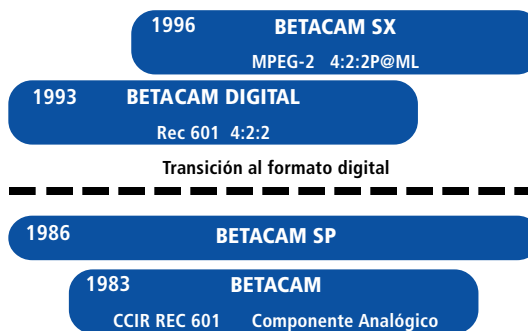 1996 BETACAM SX
MPEG-2 4:2:2P@ML
1993 BETACAM DIGITAL
Rec 601 4:2:2
Transición al formato digital
1986 BETACAM SP
1983 BETACAM
CCIR REC 601 Componente Analógico